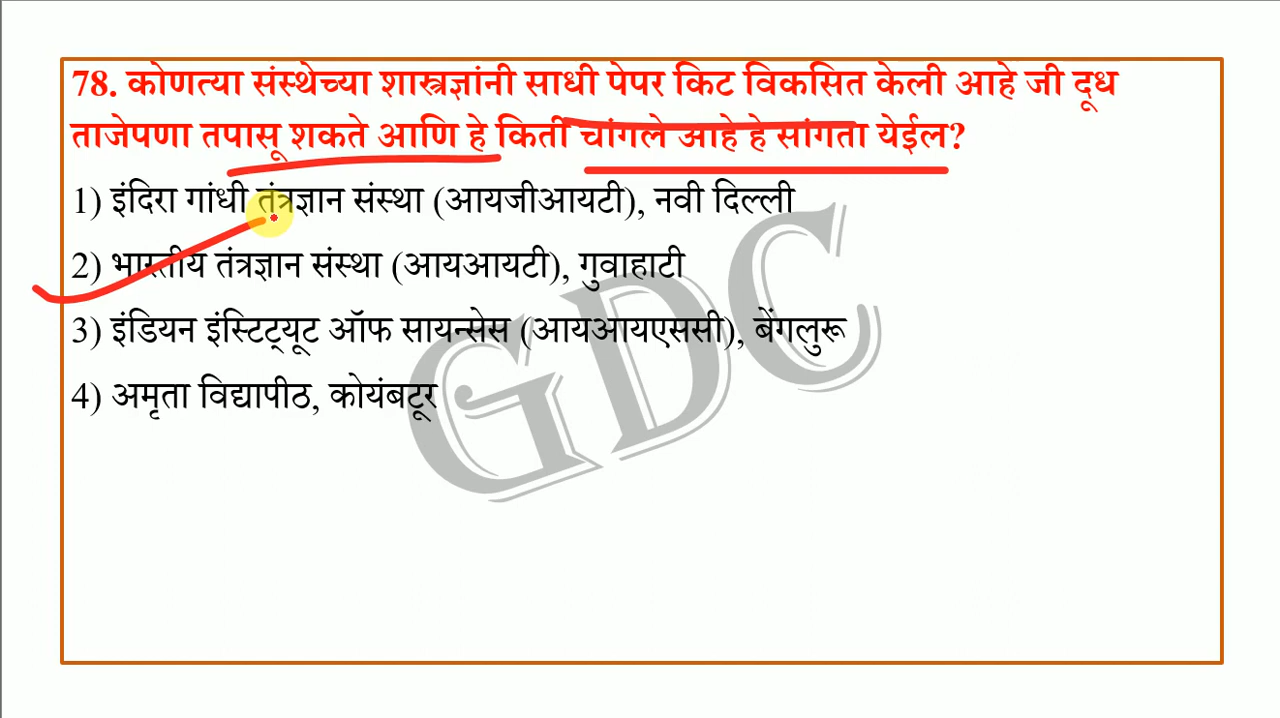 78. कोणत्या संस्थेच्या शास्त्रज्ञांनी साधी पेपर किट विकसित केली आहे जी दूध
ताजेपणा तपासू शकते आणि हे किती चांगले आहे हे सांगता येईल?
1) इंदिरा गांधी तंत्रज्ञान संस्था (आयजीआयटी), नवी दिल्ली
2) भारतीय तंत्रज्ञान संस्था (आयआयटी), गुवाहाटी
3) इंडियन इंस्टिट्यूट ऑफ सायन्सेस (आयआयएससी), बेंगलुरू
4) अमृता विद्यापीठ, कोयंबटूर
GDC